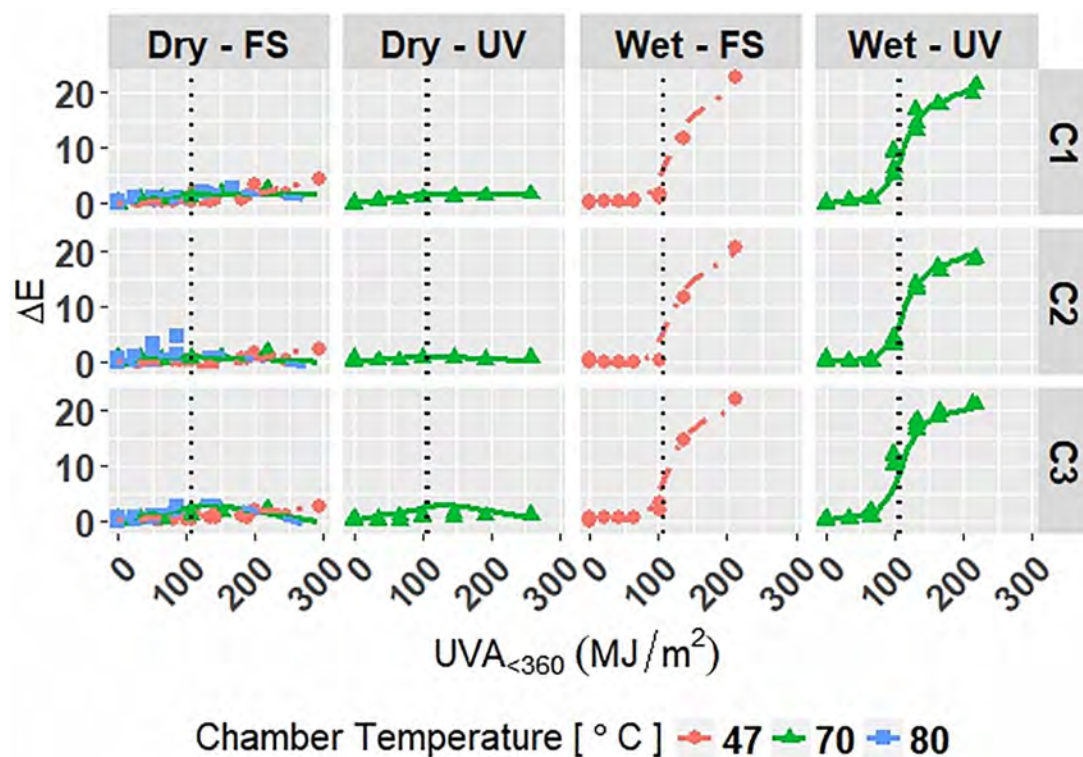 Dry - FS Dry - UV Wet - FS Wet - UV
20
10
0
C1
20
10
0
C2
20
10
0
C3
ΔE
0 100 200 300 0 100 200 300 0 100 200 300 0 100 200 300
UVA<360 (MJ/m²)
Chamber Temperature [ ° C ] 47 70 80